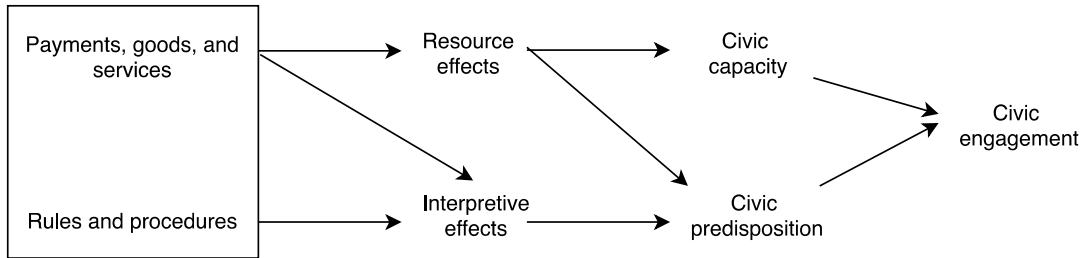 Payments, goods, and
services
Resource
effects
Civic
capacity
Civic
engagement
Rules and procedures
Interpretive
effects
Civic
predisposition